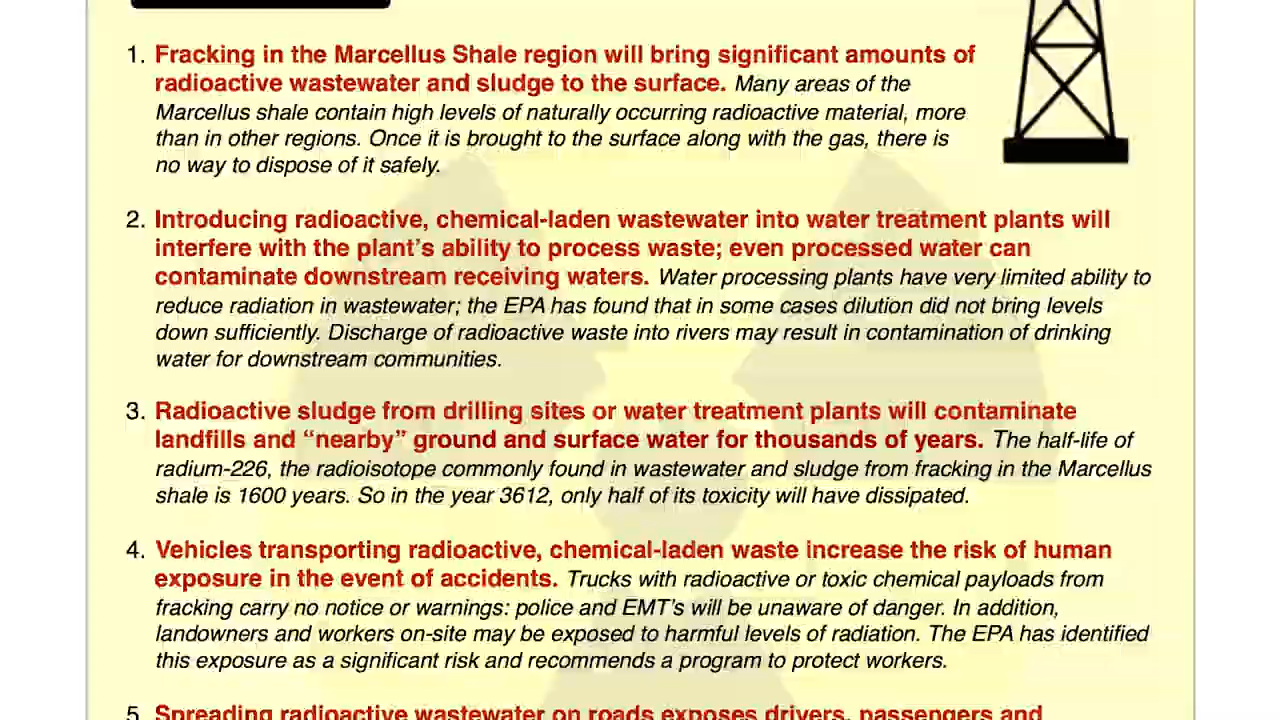 1. Fracking in the Marcellus Shale region will bring significant amounts of
radioactive wastewater and sludge to the surface. Many areas of the
Marcellus shale contain high levels of naturally occurring radioactive material, more
than in other regions. Once it is brought to the surface along with the gas, there is
no way to dispose of it safely.
2. Introducing radioactive, chemical-laden wastewater into water treatment plants will
interfere with the plant’s ability to process waste; even processed water can
contaminate downstream receiving waters. Water processing plants have very limited ability to
reduce radiation in wastewater; the EPA has found that in some cases dilution did not bring levels
down sufficiently. Discharge of radioactive waste into rivers may result in contamination of drinking
water for downstream communities.
3. Radioactive sludge from drilling sites or water treatment plants will contaminate
landfills and “nearby” ground and surface water for thousands of years. The half-life of
radium-226, the radioisotope commonly found in wastewater and sludge from fracking in the Marcellus
shale is 1600 years. So in the year 3612, only half of its toxicity will have dissipated.
4. Vehicles transporting radioactive, chemical-laden waste increase the risk of human
exposure in the event of accidents. Trucks with radioactive or toxic chemical payloads from
fracking carry no notice or warnings: police and EMT’s will be unaware of danger. In addition,
landowners and workers on-site may be exposed to harmful levels of radiation. The EPA has identified
this exposure as a significant risk and recommends a program to protect workers.
5. Spreading radioactive wastewater on roads exposes drivers, passengers and